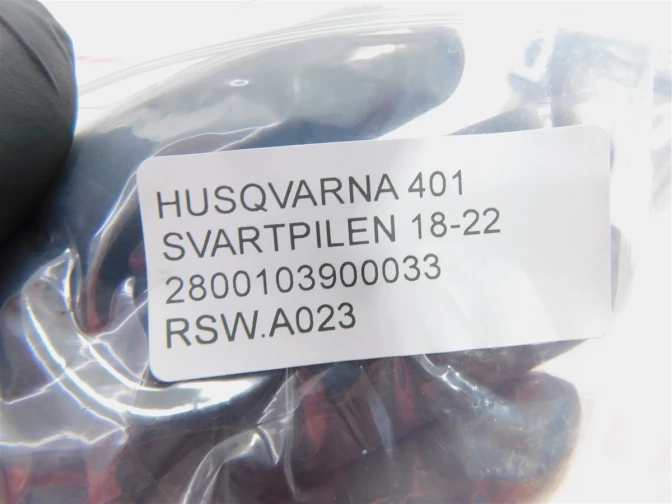 HUSQVARNA 401
SVARTPILEN 18-22
2800103900033
RSW.A023